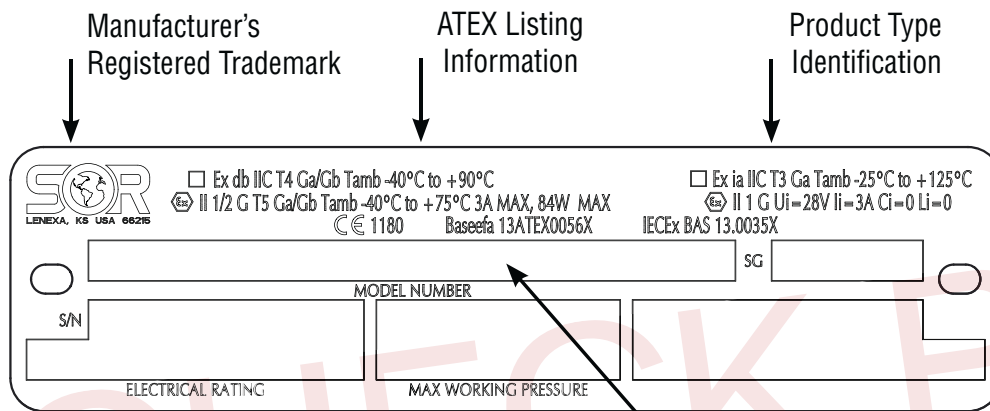 Manufacturer's
Registered Trademark
ATEX Listing
Information
Product Type
Identification
SOR
LENEXA, KS USA 66215
☐ Ex db IIC T4 Ga/Gb Tamb -40°C to +90°C
Ex II 1/2 G T5 Ga/Gb Tamb -40°C to +75°C 3A MAX, 84W MAX
☐ Ex ia IIC T3 Ga Tamb -25°C to +125°C
Ex II 1 G Ui=28V Ii=3A Ci=0 Li=0
CE 1180 Baseefa 13ATEX0056X IECEx BAS 13.0035X
SG
MODEL NUMBER
S/N
ELECTRICAL RATING
MAX WORKING PRESSURE